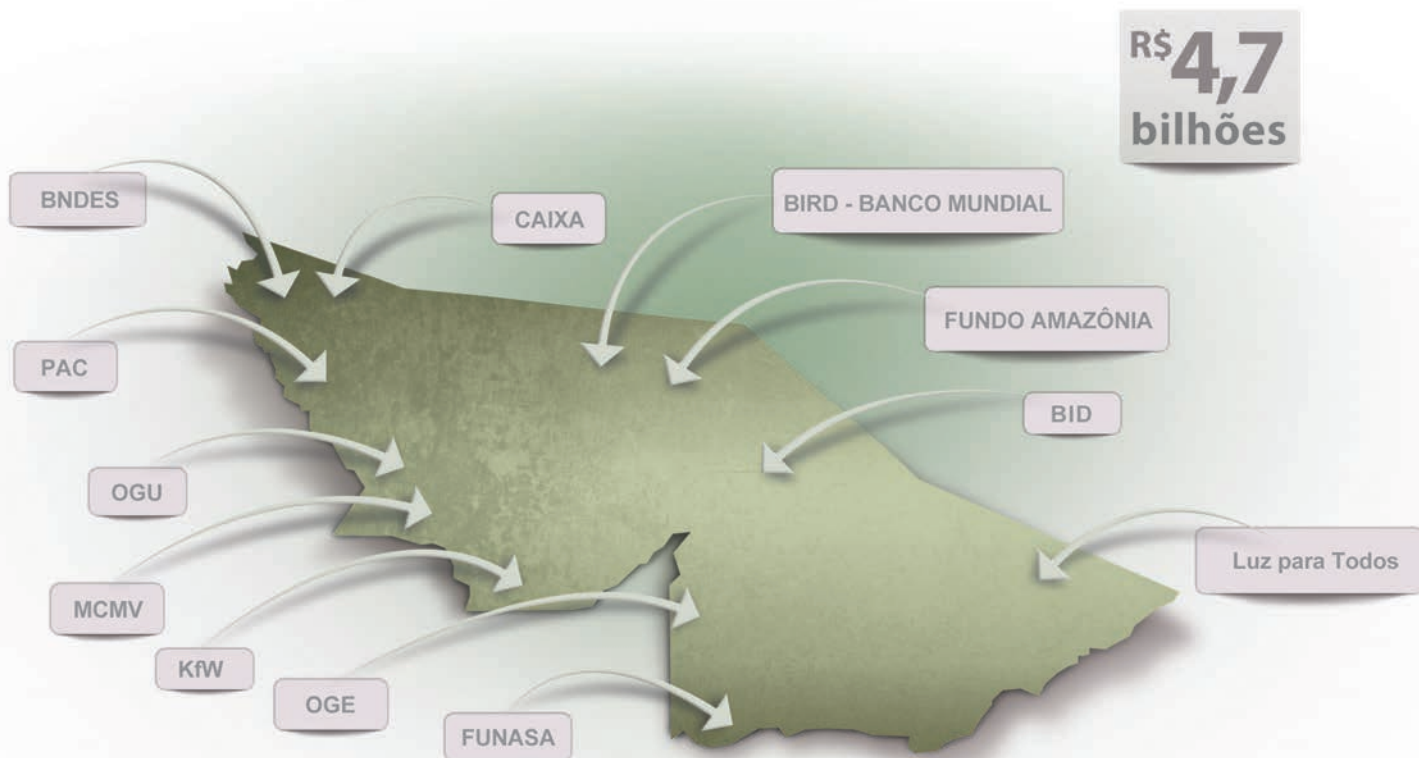 R$ 4,7
bilhões
BNDES
CAIXA
BIRD - BANCO MUNDIAL
FUNDO AMAZÔNIA
PAC
BID
OGU
Luz para Todos
MCMV
KfW
OGE
FUNASA